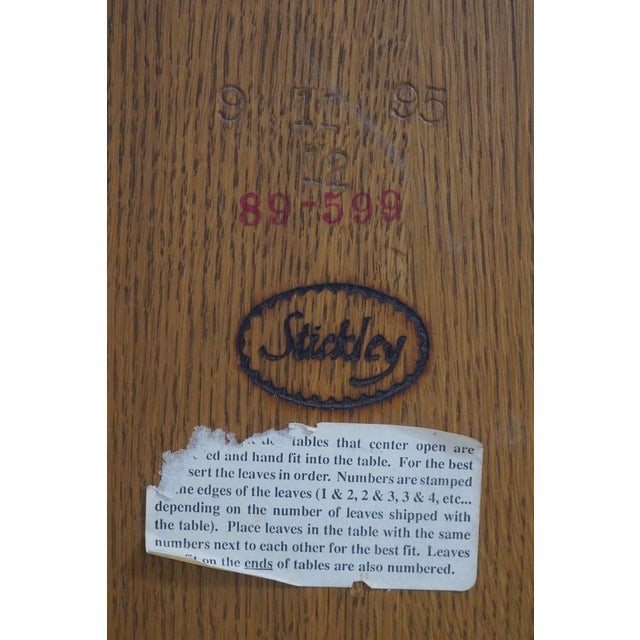 9 11 95
12
89-599
Stickley
tables that center open are
and hand fit into the table. For the best
the leaves in order. Numbers are stamped
edges of the leaves (1 & 2, 2 & 3, 3 & 4, etc...
depending on the number of leaves shipped with
the table). Place leaves in the table with the same
numbers next to each other for the best fit. Leaves
on the ends of tables are also numbered.